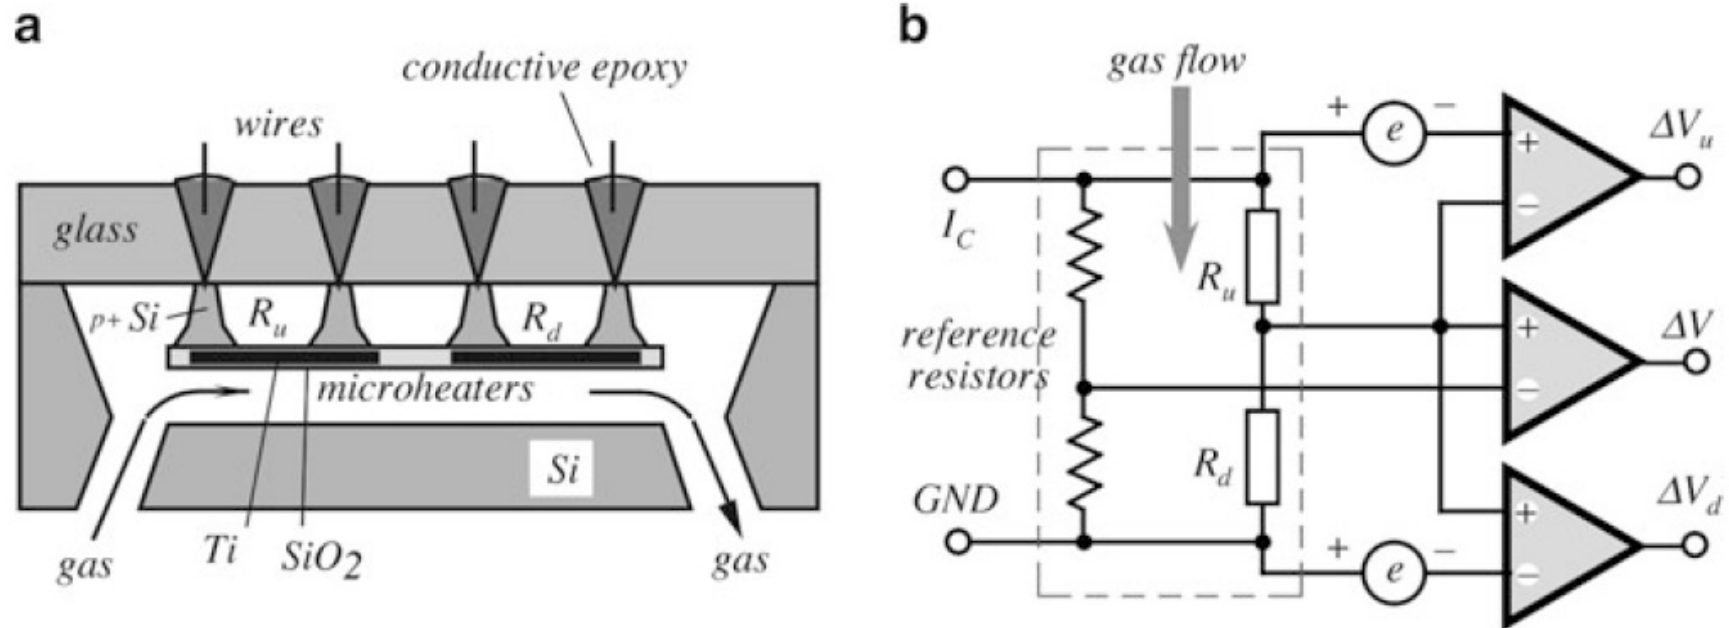 a
conductive epoxy
wires
glass
p+ Si
R_u
R_d
microheaters
Si
gas
Ti
SiO2
gas
b
gas flow
+
e
−
+
−
ΔV_u
I_C
R_u
reference
resistors
+
−
ΔV
R_d
GND
+
e
−
+
−
ΔV_d